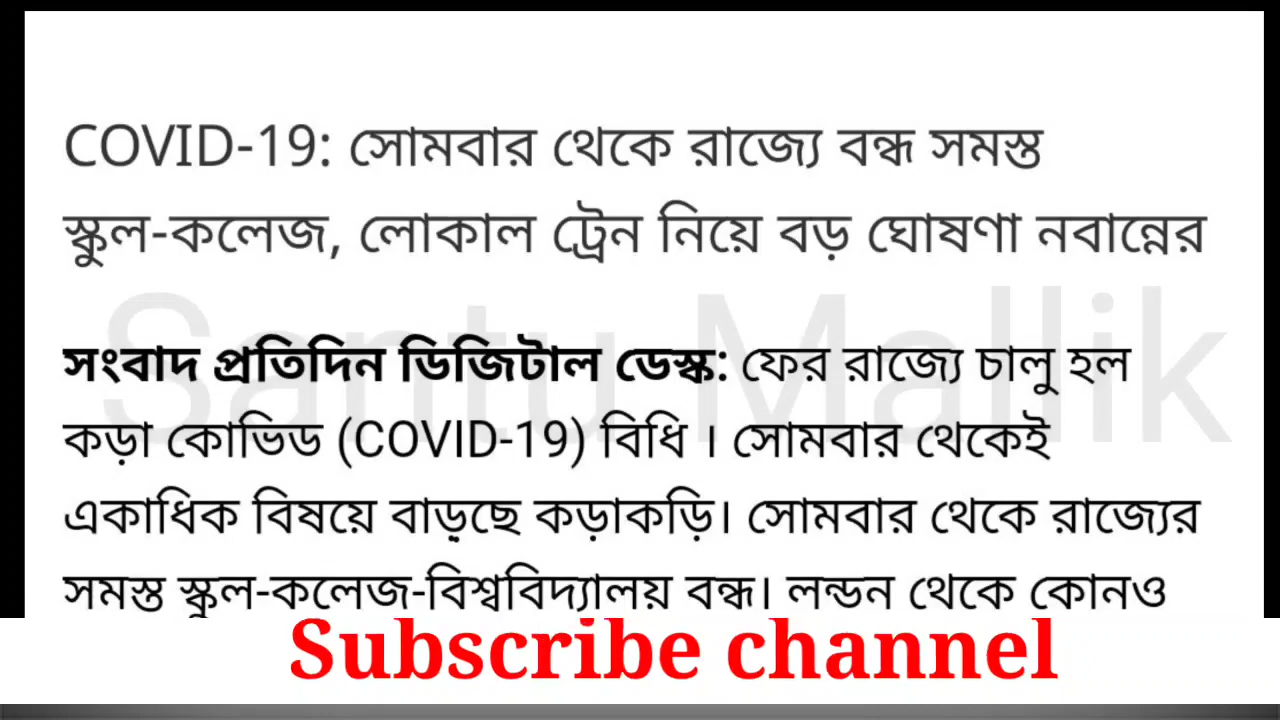 COVID-19: সোমবার থেকে রাজ্যে বন্ধ সমস্ত
স্কুল-কলেজ, লোকাল ট্রেন নিয়ে বড় ঘোষণা নবান্নের
Santu Mallik
সংবাদ প্রতিদিন ডিজিটাল ডেস্ক: ফের রাজ্যে চালু হল
কড়া কোভিড (COVID-19) বিধি । সোমবার থেকেই
একাধিক বিষয়ে বাড়ছে কড়াকড়ি। সোমবার থেকে রাজ্যের
সমস্ত স্কুল-কলেজ-বিশ্ববিদ্যালয় বন্ধ। লন্ডন থেকে কোনও
Subscribe channel